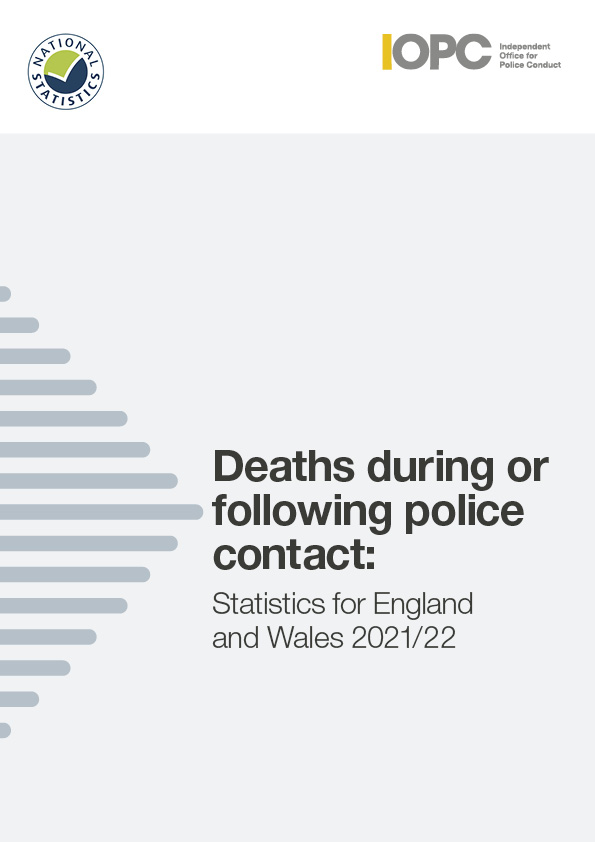 NATIONAL
STATISTICS
IOPC
Independent
Office for
Police Conduct
Deaths during or
following police
contact:
Statistics for England
and Wales 2021/22